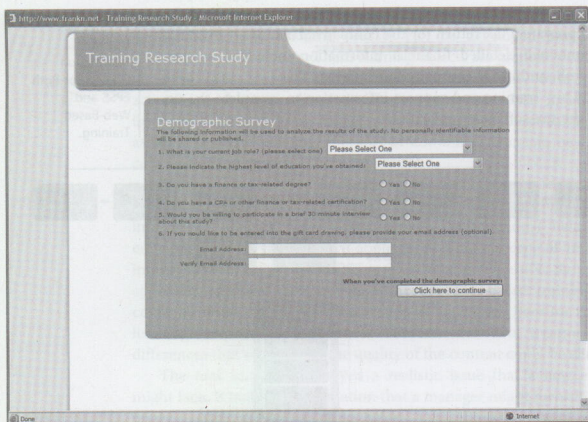 http://www.frankn.net - Training Research Study - Microsoft Internet Explorer
Training Research Study
Demographic Survey
The following information will be used to analyze the results of the study. No personally identifiable information
will be shared or published.
1. What is your current job role? (please select one) Please Select One
2. Please indicate the highest level of education you've obtained: Please Select One
3. Do you have a finance or tax-related degree? Yes No
4. Do you have a CPA or other finance or tax-related certification? Yes No
5. Would you be willing to participate in a brief 30 minute interview
about this study? Yes No
6. If you would like to be entered into the gift card drawing, please provide your email address (optional).
Email Address:
Verify Email Address:
When you've completed the demographic survey:
Click here to continue
Done
Internet